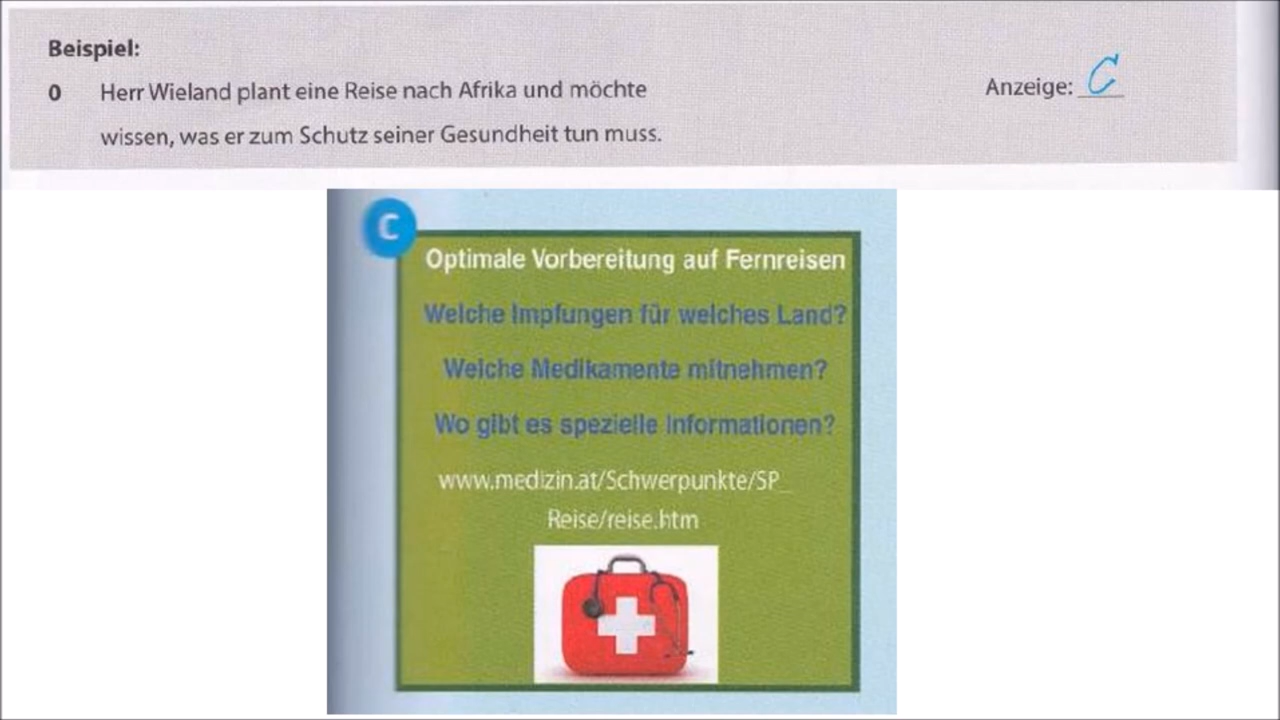 Beispiel:
0 Herr Wieland plant eine Reise nach Afrika und möchte
wissen, was er zum Schutz seiner Gesundheit tun muss.
Anzeige: C
C
Optimale Vorbereitung auf Fernreisen
Welche Impfungen für welches Land?
Welche Medikamente mitnehmen?
Wo gibt es spezielle Informationen?
www.medizin.at/Schwerpunkte/SP_
Reise/reise.htm